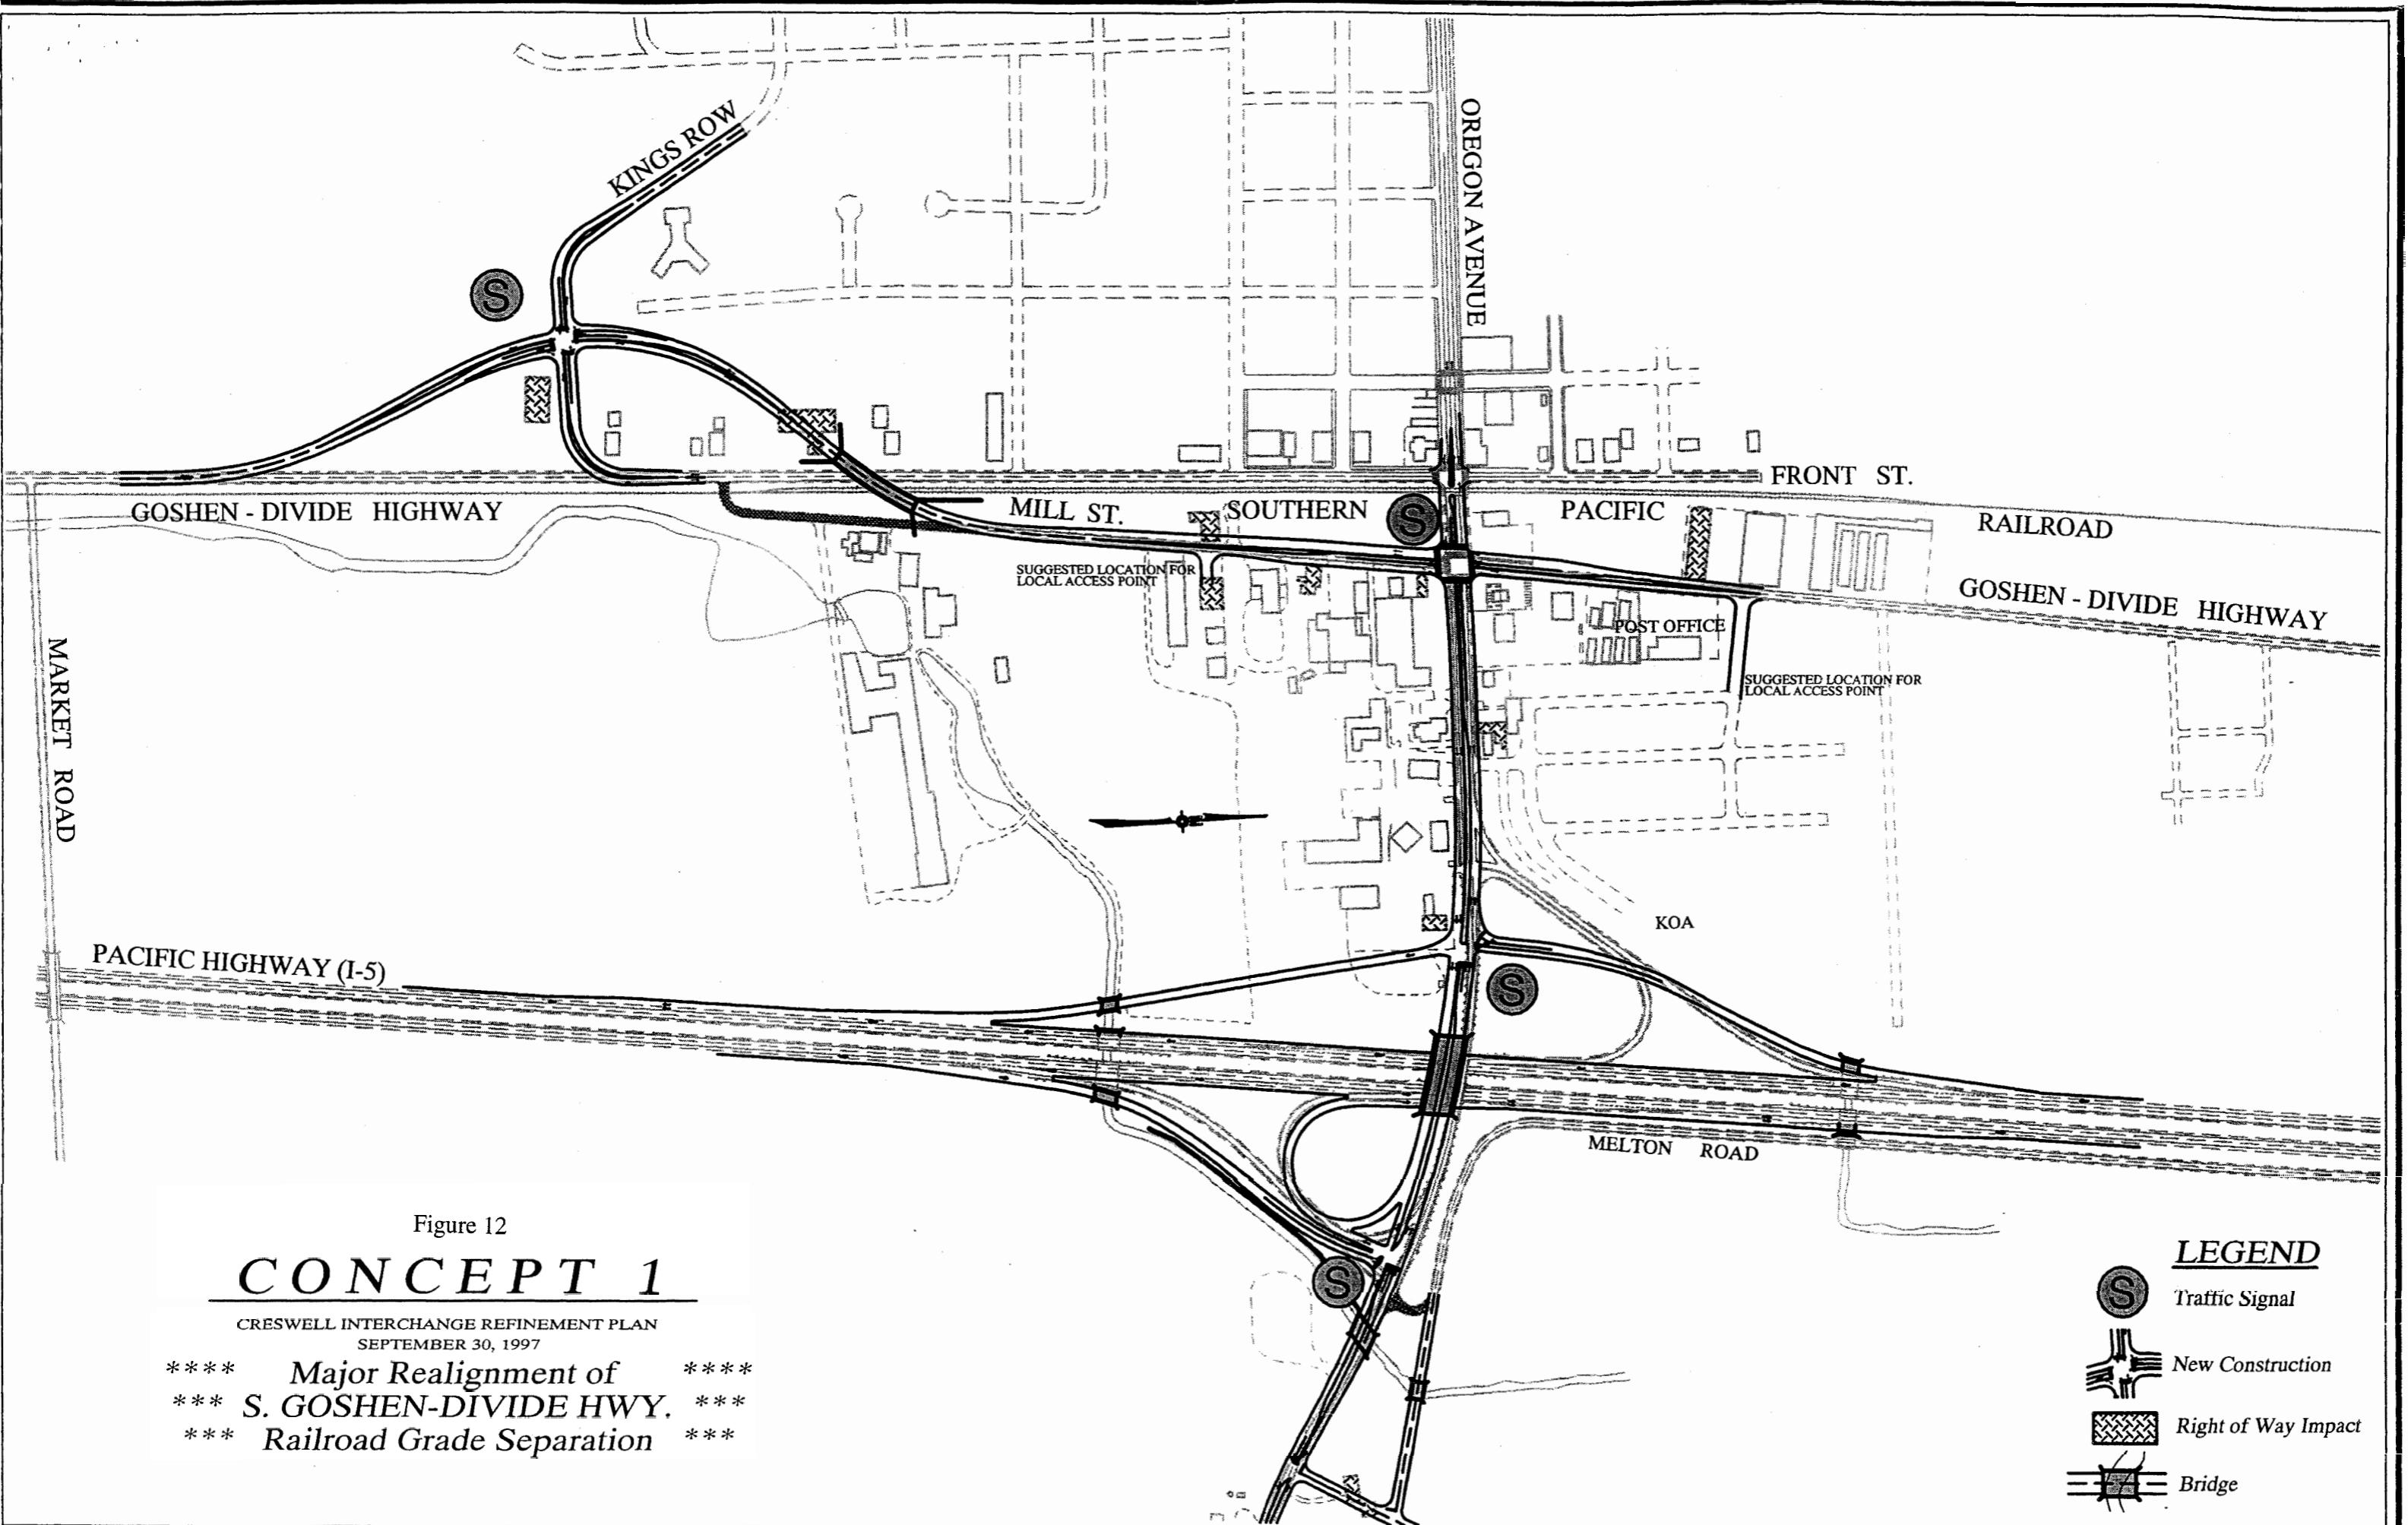 KINGS ROW
OREGON AVENUE
S
FRONT ST.
GOSHEN - DIVIDE HIGHWAY
MILL ST.
SOUTHERN
S
PACIFIC
RAILROAD
SUGGESTED LOCATION FOR
LOCAL ACCESS POINT
GOSHEN - DIVIDE HIGHWAY
POST OFFICE
SUGGESTED LOCATION FOR
LOCAL ACCESS POINT
MARKET ROAD
KOA
PACIFIC HIGHWAY (I-5)
S
MELTON ROAD
S
Figure 12
CONCEPT 1
CRESWELL INTERCHANGE REFINEMENT PLAN
SEPTEMBER 30, 1997
**** Major Realignment of ****
*** S. GOSHEN-DIVIDE HWY. ***
*** Railroad Grade Separation ***
LEGEND
S Traffic Signal
New Construction
Right of Way Impact
Bridge